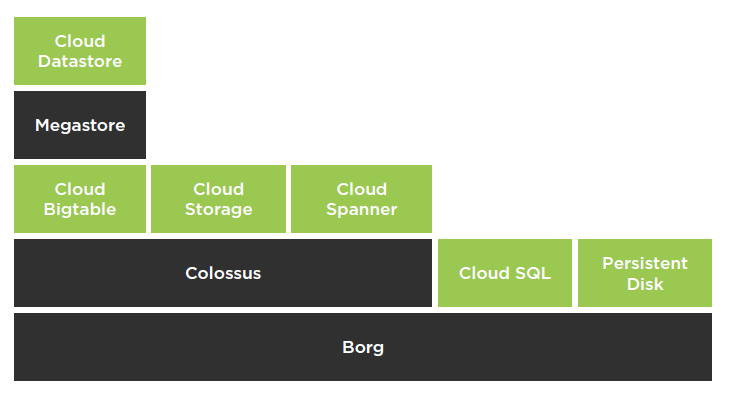 Cloud
Datastore
Megastore
Cloud
Bigtable
Cloud
Storage
Cloud
Spanner
Colossus
Cloud SQL
Persistent
Disk
Borg